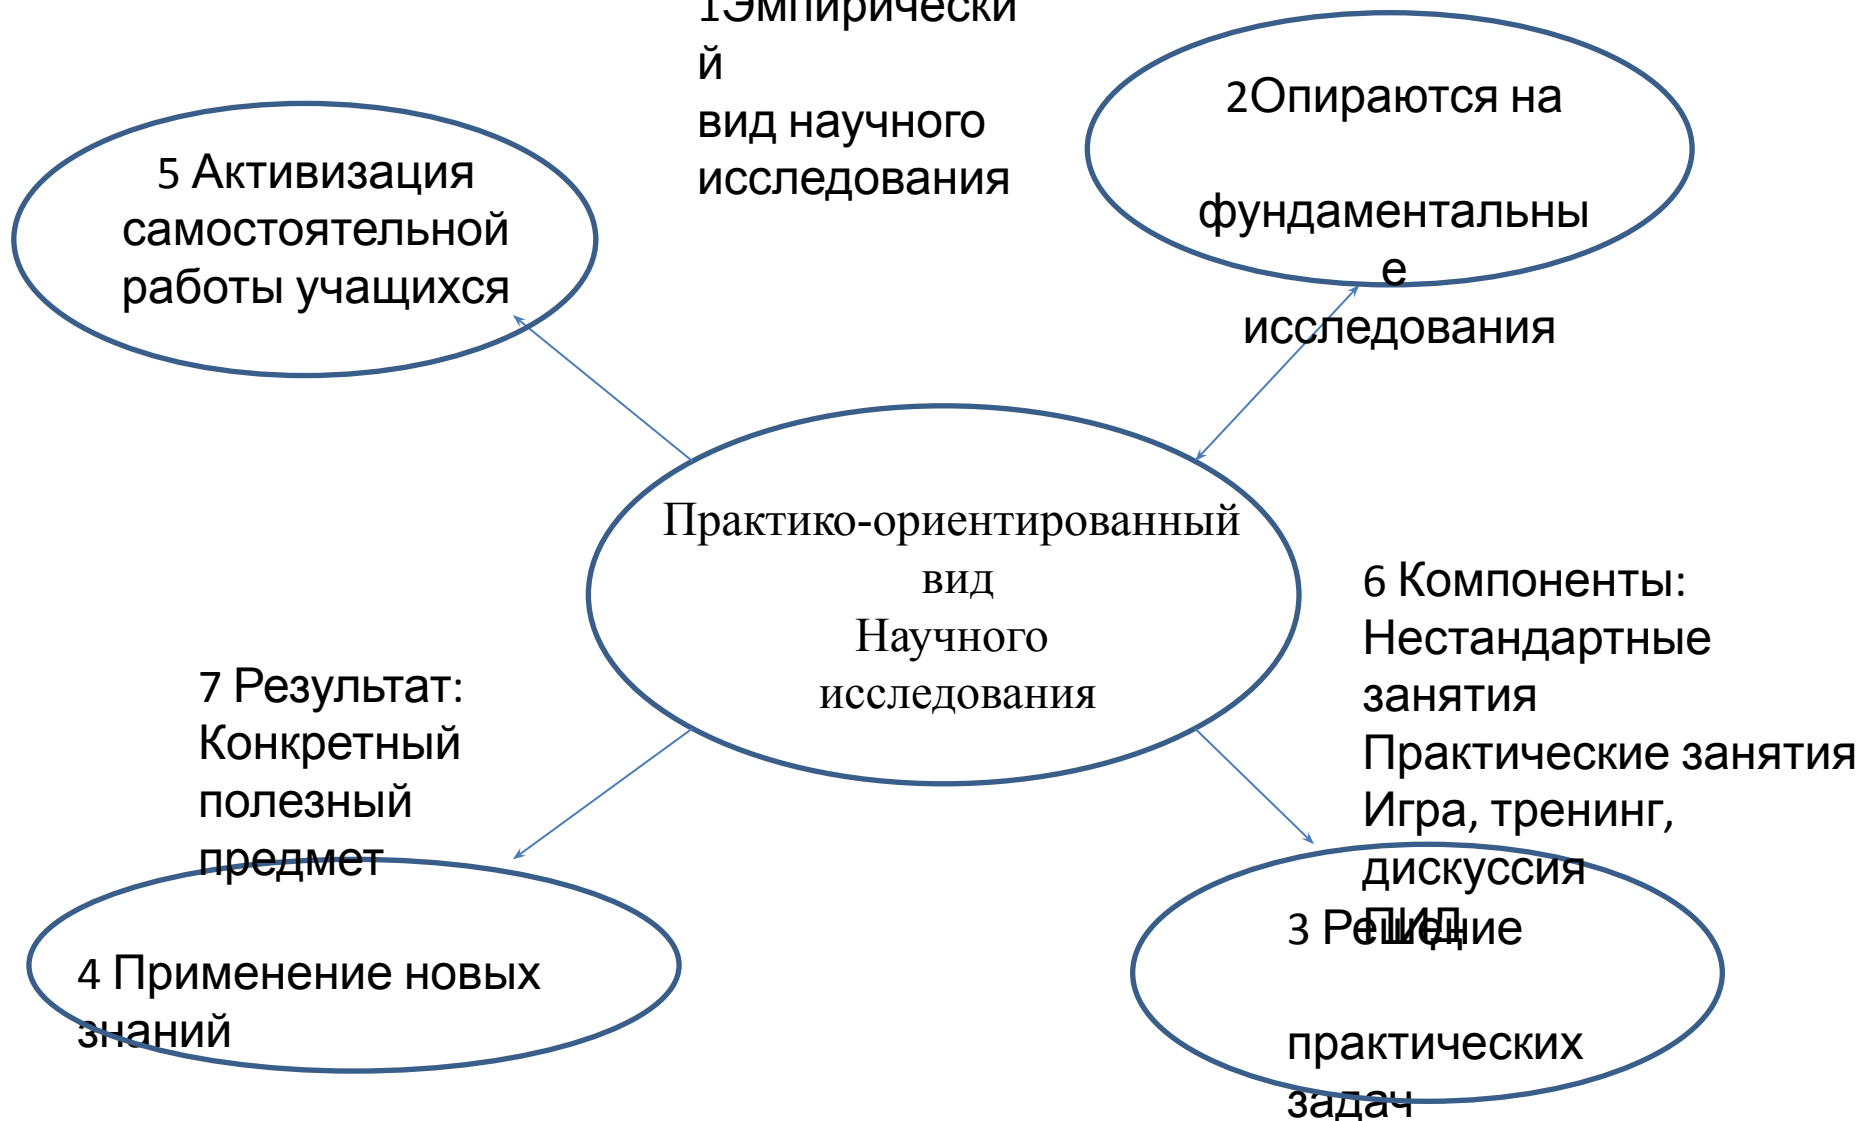 1Эмпирически
й
вид научного
исследования
2Опираются на
фундаментальны
е
исследования
5 Активизация
самостоятельной
работы учащихся
Практико-ориентированный
вид
Научного
исследования
6 Компоненты:
Нестандартные
занятия
Практические занятия
Игра, тренинг,
дискуссия
ПИД
7 Результат:
Конкретный
полезный
предмет
4 Применение новых
знаний
3 Решение
практических
задач